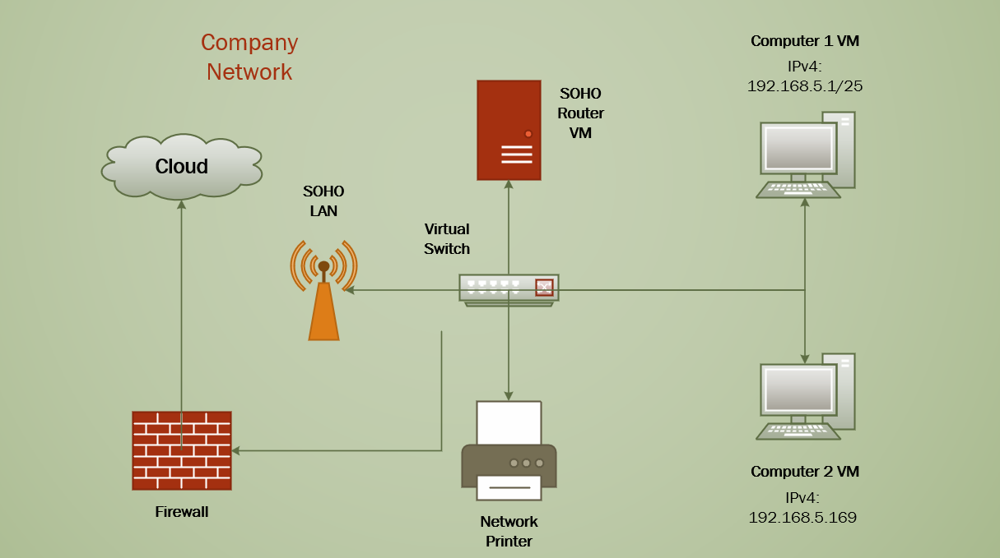 Company
Network
Computer 1 VM
IPv4:
192.168.5.1/25
SOHO
Router
VM
Cloud
SOHO
LAN
Virtual
Switch
Computer 2 VM
IPv4:
192.168.5.169
Firewall
Network
Printer